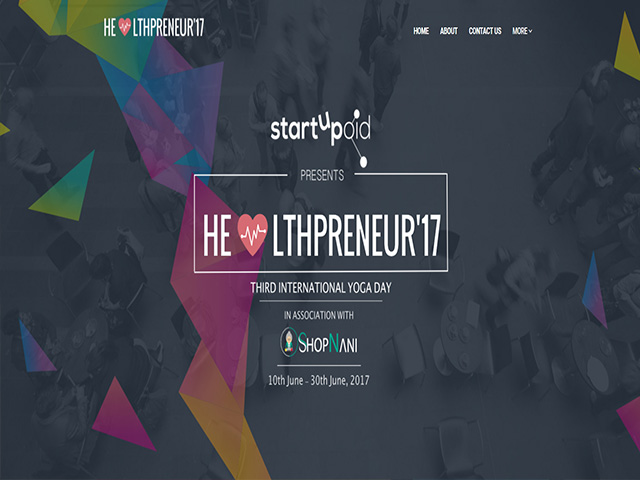 HE LTHPRENEUR'17
HOME ABOUT CONTACT US MORE
startupoid
PRESENTS
HE LTHPRENEUR'17
THIRD INTERNATIONAL YOGA DAY
IN ASSOCIATION WITH
SHOPNANI
10th June - 30th June, 2017